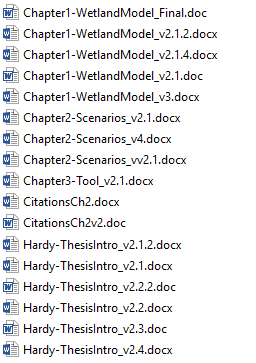 Chapter1-WetlandModel_Final.doc
Chapter1-WetlandModel_v2.1.2.docx
Chapter1-WetlandModel_v2.1.4.docx
Chapter1-WetlandModel_v2.1.doc
Chapter1-WetlandModel_v3.docx
Chapter2-Scenarios_v2.1.docx
Chapter2-Scenarios_v4.docx
Chapter2-Scenarios_vv2.1.docx
Chapter3-Tool_v2.1.docx
CitationsCh2.docx
CitationsCh2v2.doc
Hardy-ThesisIntro_v2.1.2.docx
Hardy-ThesisIntro_v2.1.docx
Hardy-ThesisIntro_v2.2.2.doc
Hardy-ThesisIntro_v2.2.docx
Hardy-ThesisIntro_v2.3.doc
Hardy-ThesisIntro_v2.4.docx